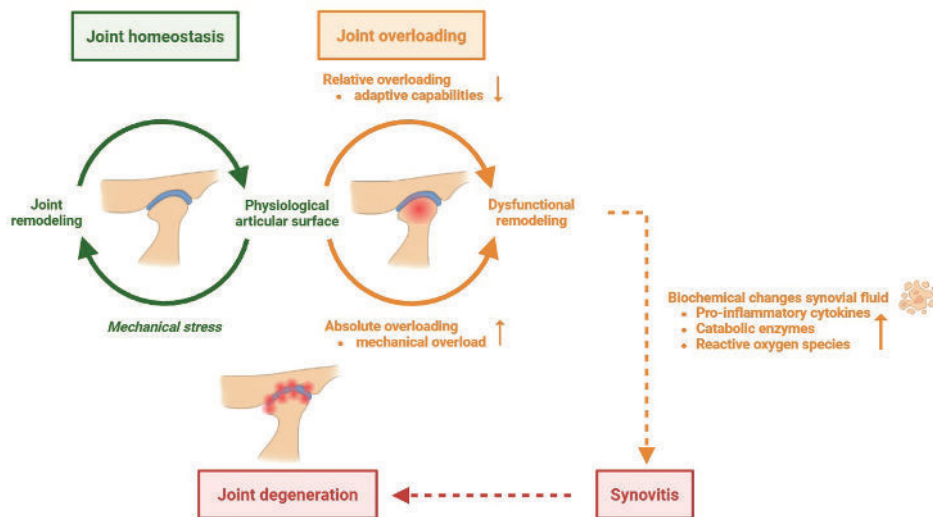 Joint homeostasis
Joint overloading
Relative overloading
• adaptive capabilities ↓
Joint
remodeling
Physiological
articular surface
Dysfunctional
remodeling
Mechanical stress
Absolute overloading
• mechanical overload ↑
Biochemical changes synovial fluid
• Pro-inflammatory cytokines
• Catabolic enzymes
• Reactive oxygen species
Joint degeneration
Synovitis